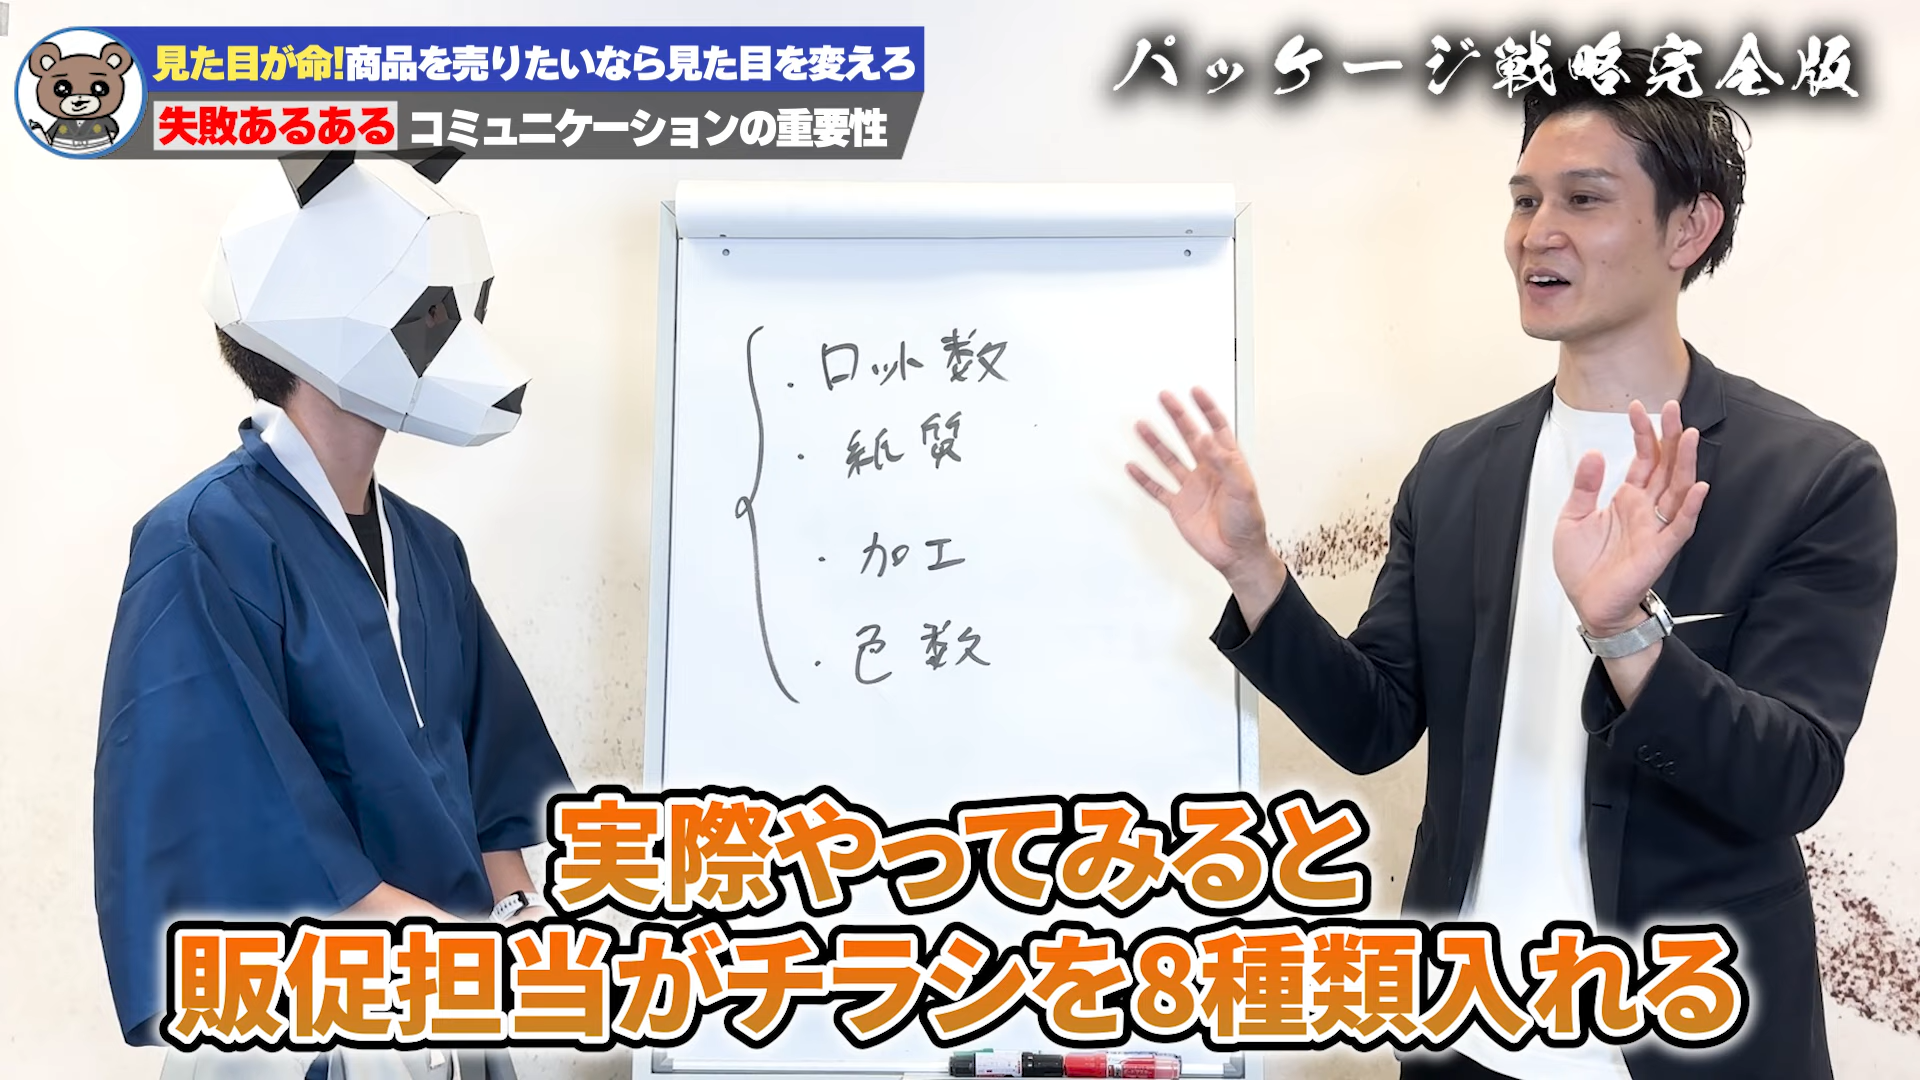 見た目が命!商品を売りたいなら見た目を変えろ
失敗あるある コミュニケーションの重要性
パッケージ戦略完全版
・ロット数
・紙質
・加工
・色数
実際やってみると
販促担当がチラシを8種類入れる